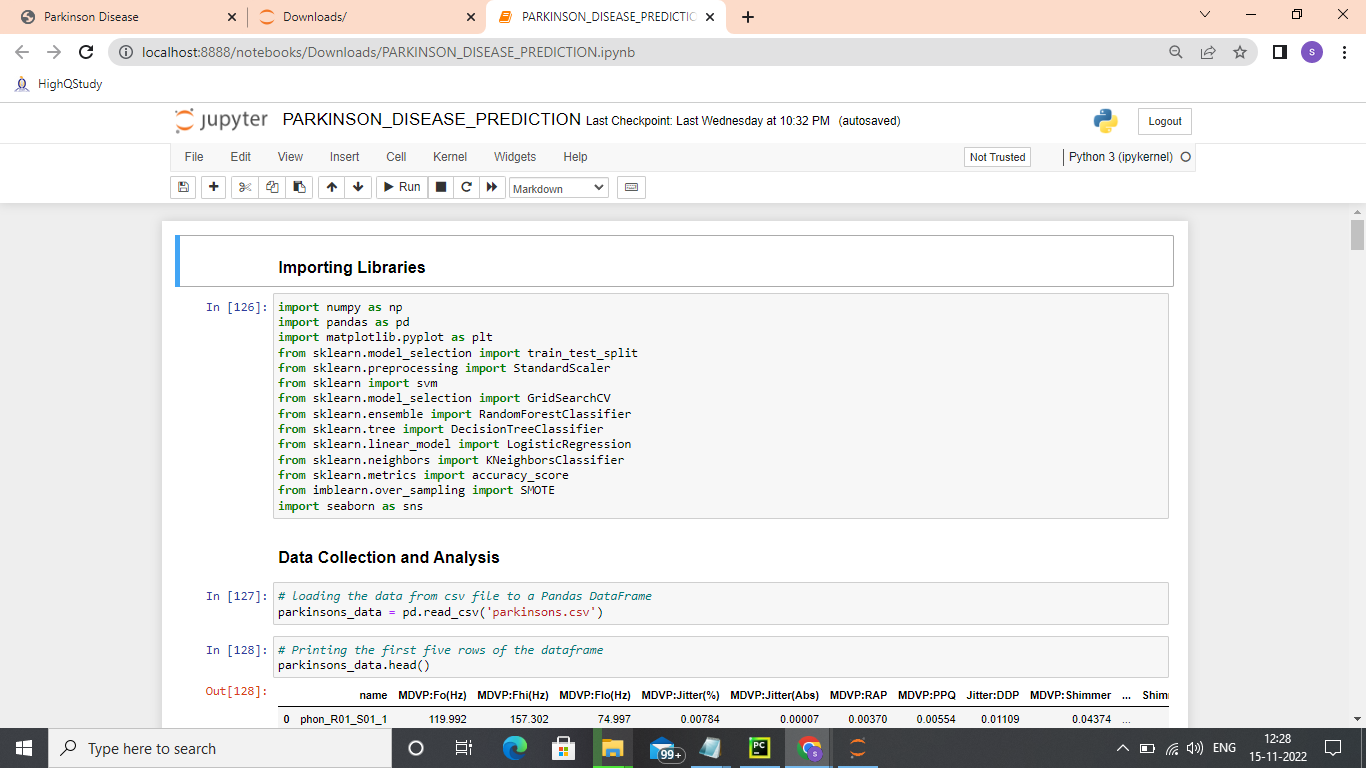 Parkinson Disease
Downloads/
PARKINSON_DISEASE_PREDICTIO
localhost:8888/notebooks/Downloads/PARKINSON_DISEASE_PREDICTION.ipynb
S
HighQStudy
jupyter PARKINSON_DISEASE_PREDICTION Last Checkpoint: Last Wednesday at 10:32 PM (autosaved)
Logout
File Edit View Insert Cell Kernel Widgets Help
Not Trusted
Python 3 (ipykernel)
Run
Markdown
Importing Libraries
In [126]:
import numpy as np
import pandas as pd
import matplotlib.pyplot as plt
from sklearn.model_selection import train_test_split
from sklearn.preprocessing import StandardScaler
from sklearn import svm
from sklearn.model_selection import GridSearchCV
from sklearn.ensemble import RandomForestClassifier
from sklearn.tree import DecisionTreeClassifier
from sklearn.linear_model import LogisticRegression
from sklearn.neighbors import KNeighborsClassifier
from sklearn.metrics import accuracy_score
from imblearn.over_sampling import SMOTE
import seaborn as sns
Data Collection and Analysis
In [127]:
# loading the data from csv file to a Pandas DataFrame
parkinsons_data = pd.read_csv('parkinsons.csv')
In [128]:
# Printing the first five rows of the dataframe
parkinsons_data.head()
Out[128]:
name MDVP:Fo(Hz) MDVP:Fhi(Hz) MDVP:Flo(Hz) MDVP:Jitter(%) MDVP:Jitter(Abs) MDVP:RAP MDVP:PPQ Jitter:DDP MDVP:Shimmer ... Shim
0 phon_R01_S01_1 119.992 157.302 74.997 0.00784 0.00007 0.00370 0.00554 0.01109 0.04374 ...
Type here to search
99+
PC
S
ENG
12:28
15-11-2022